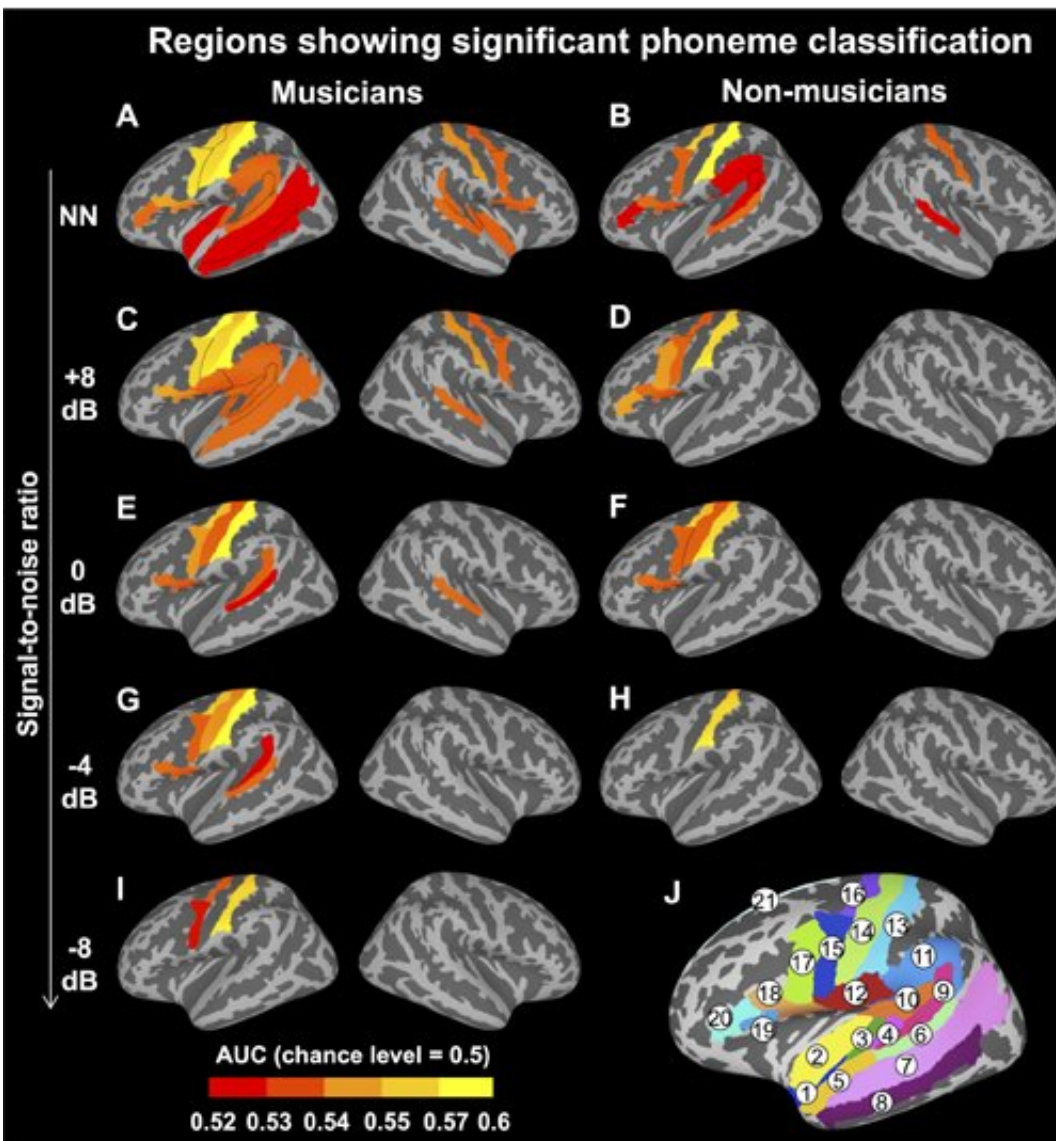 Regions showing significant phoneme classification
Musicians
Non-musicians
A
B
NN
C
D
+8
dB
E
F
0
dB
G
H
-4
dB
I
J
-8
dB
Signal-to-noise ratio
21
16
13
14
15
17
11
18
12
9
10
20
19
3
4
6
2
7
5
1
8
AUC (chance level = 0.5)
0.52 0.53 0.54 0.55 0.57 0.6